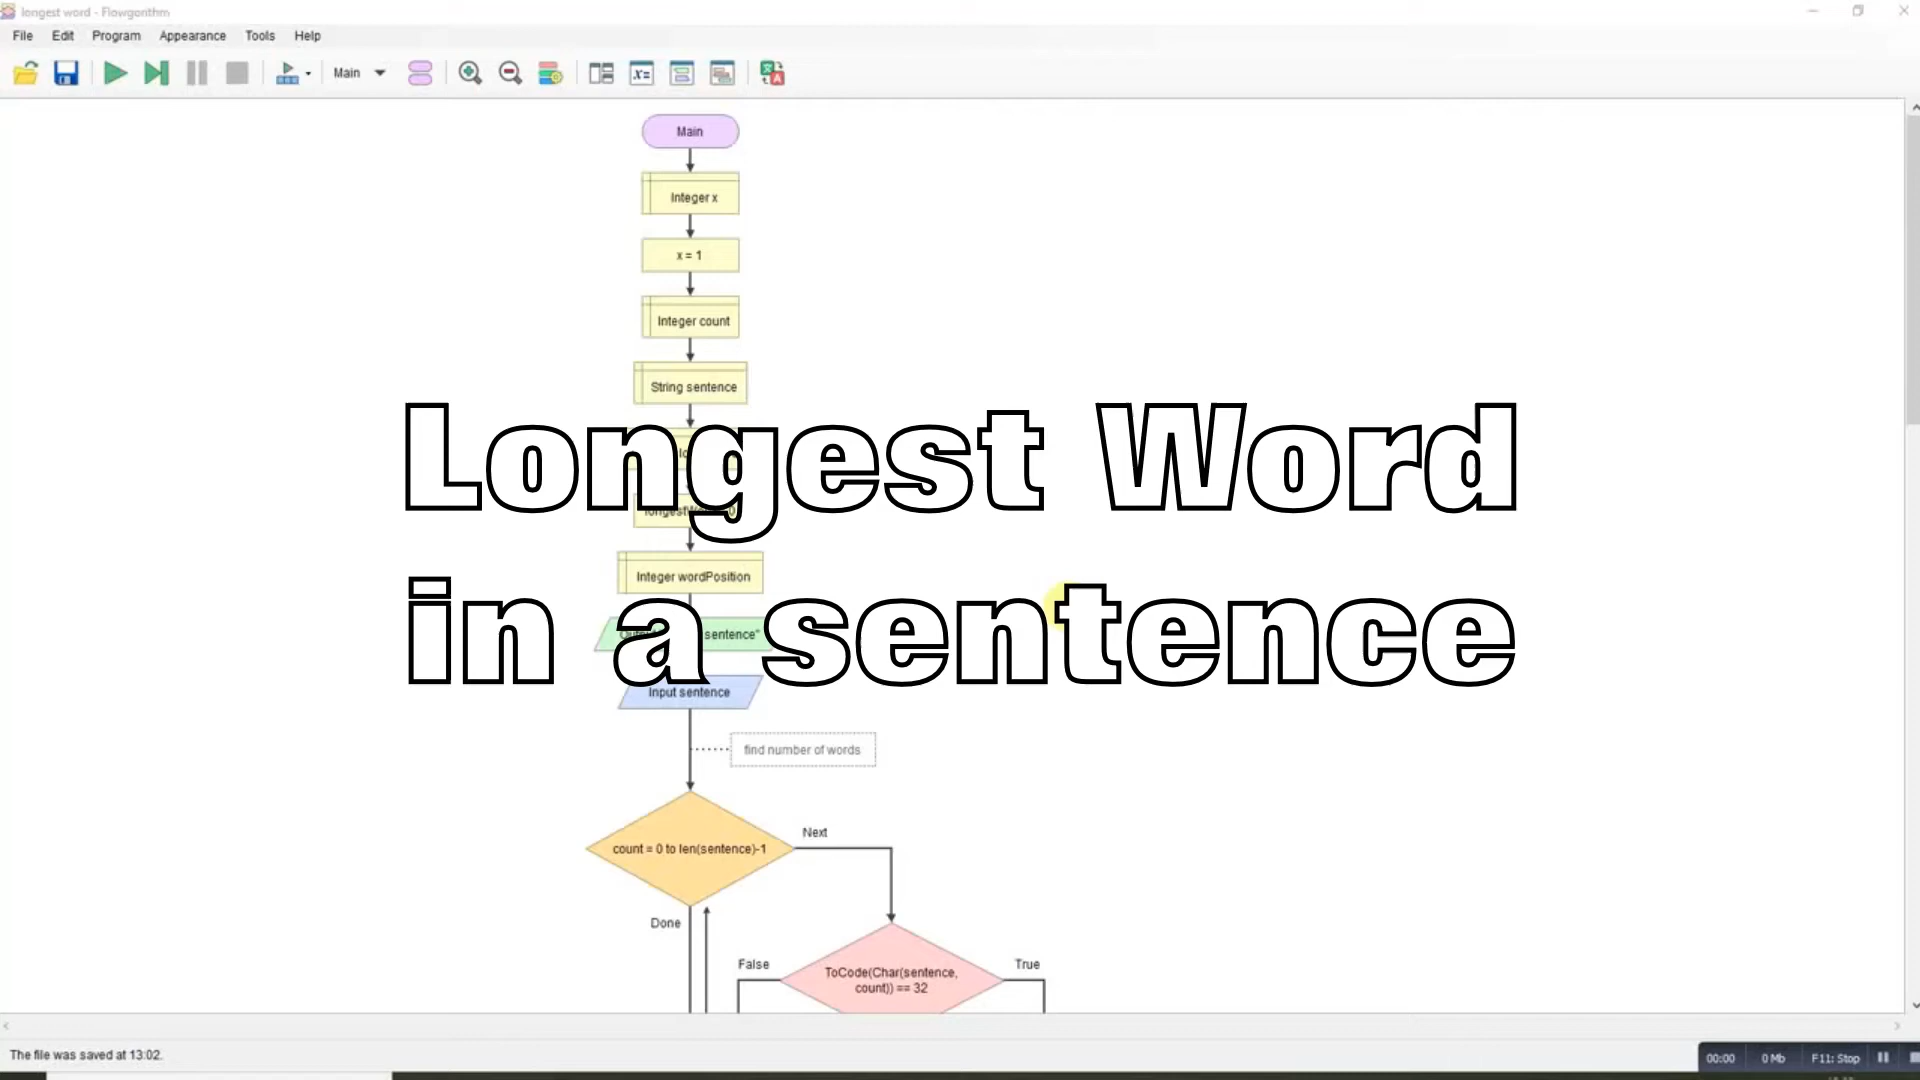 longest word - Flowgorithm
File Edit Program Appearance Tools Help
Main
Main
Integer x
x = 1
Integer count
String sentence
Longest Word
in a sentence
Integer wordPosition
sentence"
Input sentence
find number of words
count = 0 to len(sentence)-1
Next
Done
False
True
ToCode(Char(sentence,
count)) == 32
The file was saved at 13:02.
00:00 0 Mb F11: Stop